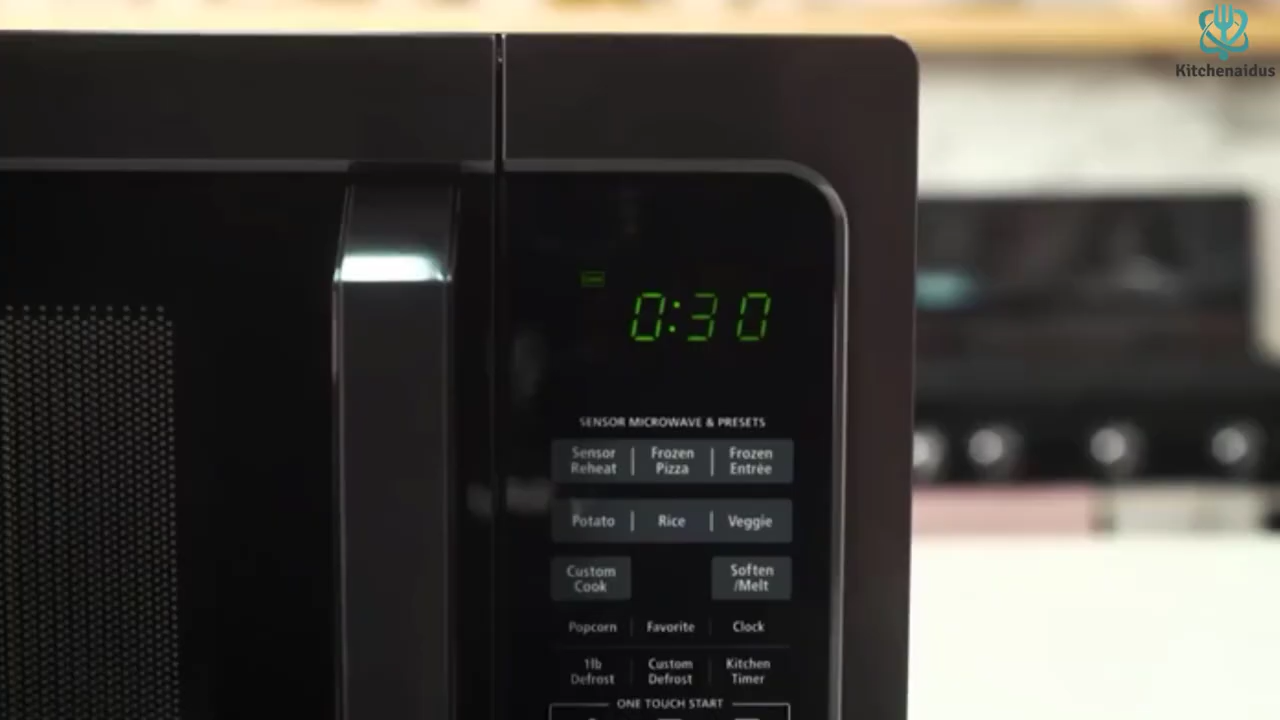 Kitchenaidus
0:30
SENSOR MICROWAVE & PRESETS
Sensor Reheat | Frozen Pizza | Frozen Entrée
Potato | Rice | Veggie
Custom Cook
Soften /Melt
Popcorn | Favorite | Clock
1lb Defrost | Custom Defrost | Kitchen Timer
ONE TOUCH START